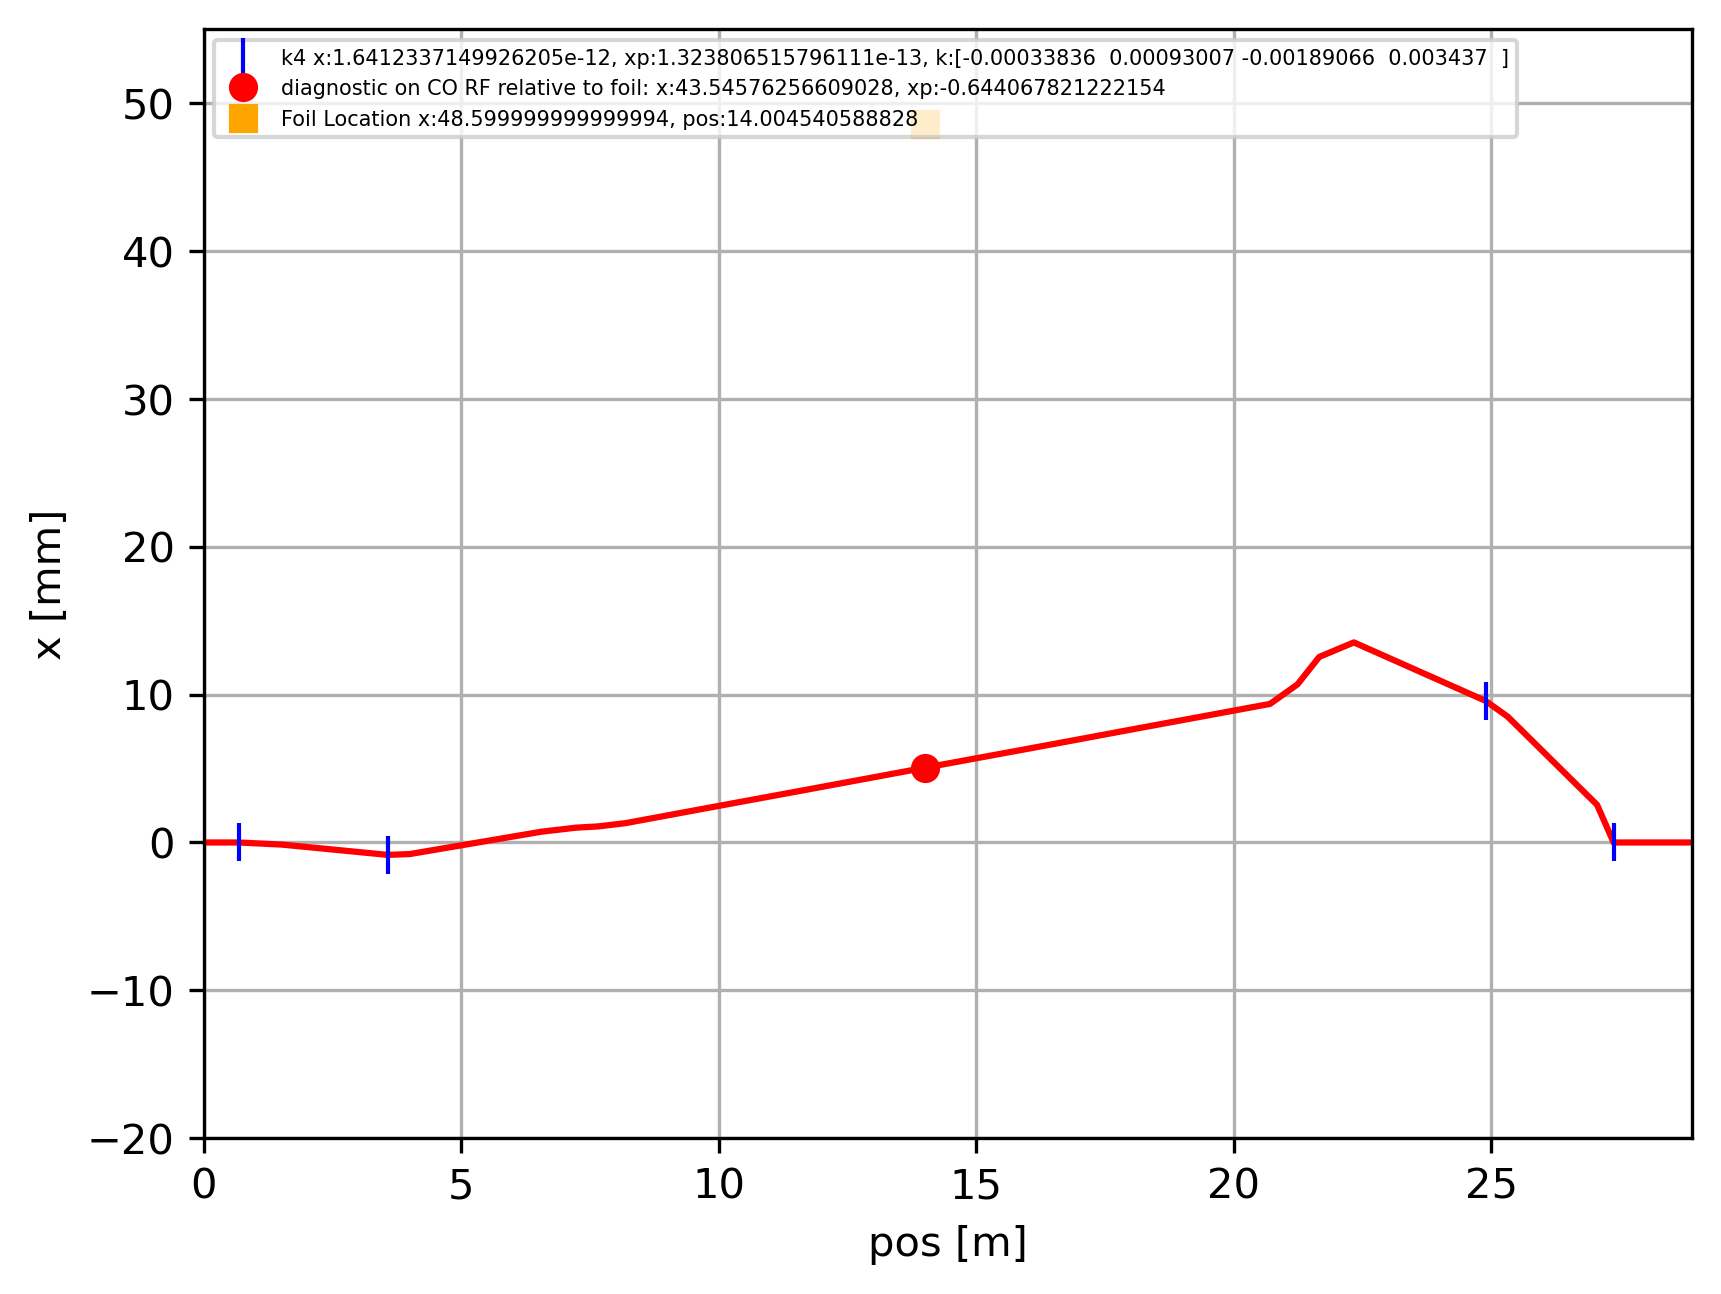 k4 x:1.6412337149926205e-12, xp:1.323806515796111e-13, k:[-0.00033836  0.00093007 -0.00189066  0.003437  ]
diagnostic on CO RF relative to foil: x:43.54576256609028, xp:-0.644067821222154
Foil Location x:48.599999999999994, pos:14.004540588828
50
40
30
20
10
0
−10
−20
x [mm]
0 5 10 15 20 25
pos [m]